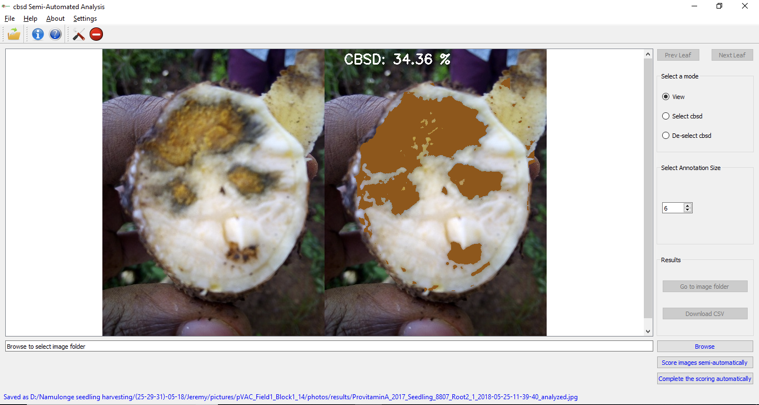 cbsd Semi-Automated Analysis
File Help About Settings
CBSD: 34.36 %
Prev Leaf Next Leaf
Select a mode
View
Select cbsd
De-select cbsd
Select Annotation Size
6
Results
Go to image folder
Download CSV
Browse to select image folder
Browse
Score images semi-automatically
Complete the scoring automatically
Saved as D:/Namulonge seedling harvesting/(25-29-31)-05-18/Jeremy/pictures/pVAC_Field1_Block1_14/photos/results/ProvitaminA_2017_Seedling_8807_Root2_1_2018-05-25-11-39-40_analyzed.jpg